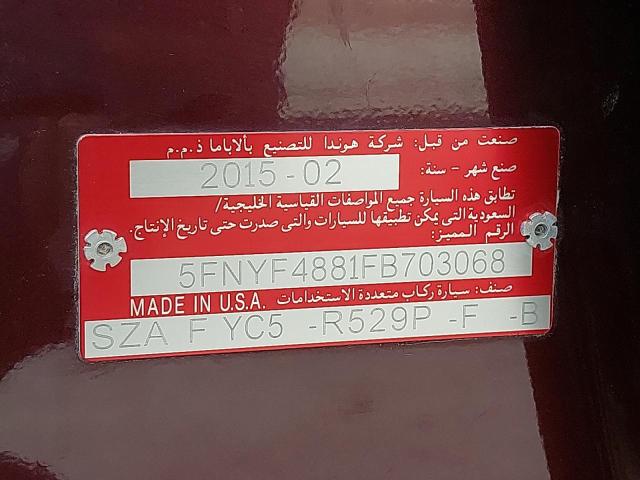 صنعت من قبل: شركة هوندا للتصنيع بألاباما ذ.م.م
صنع شهر - سنة: 2015-02
تطابق هذه السيارة جميع المواصفات القياسية الخليجية/
السعودية التي يمكن تطبيقها للسيارات والتي صدرت حتى تاريخ الإنتاج.
الرقم المميز:
5FNYF4881FB703068
صنف: سيارة ركاب متعددة الاستخدامات MADE IN U.S.A.
SZA F YC5 -R529P -F -B